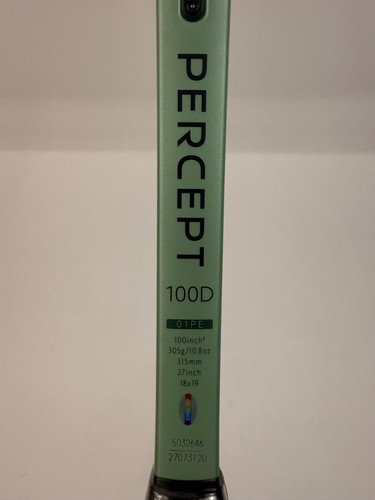 PERCEPT
100D
01PE
100inch²
305g/10.8oz
315mm
27inch
18x19
5032646
27073120